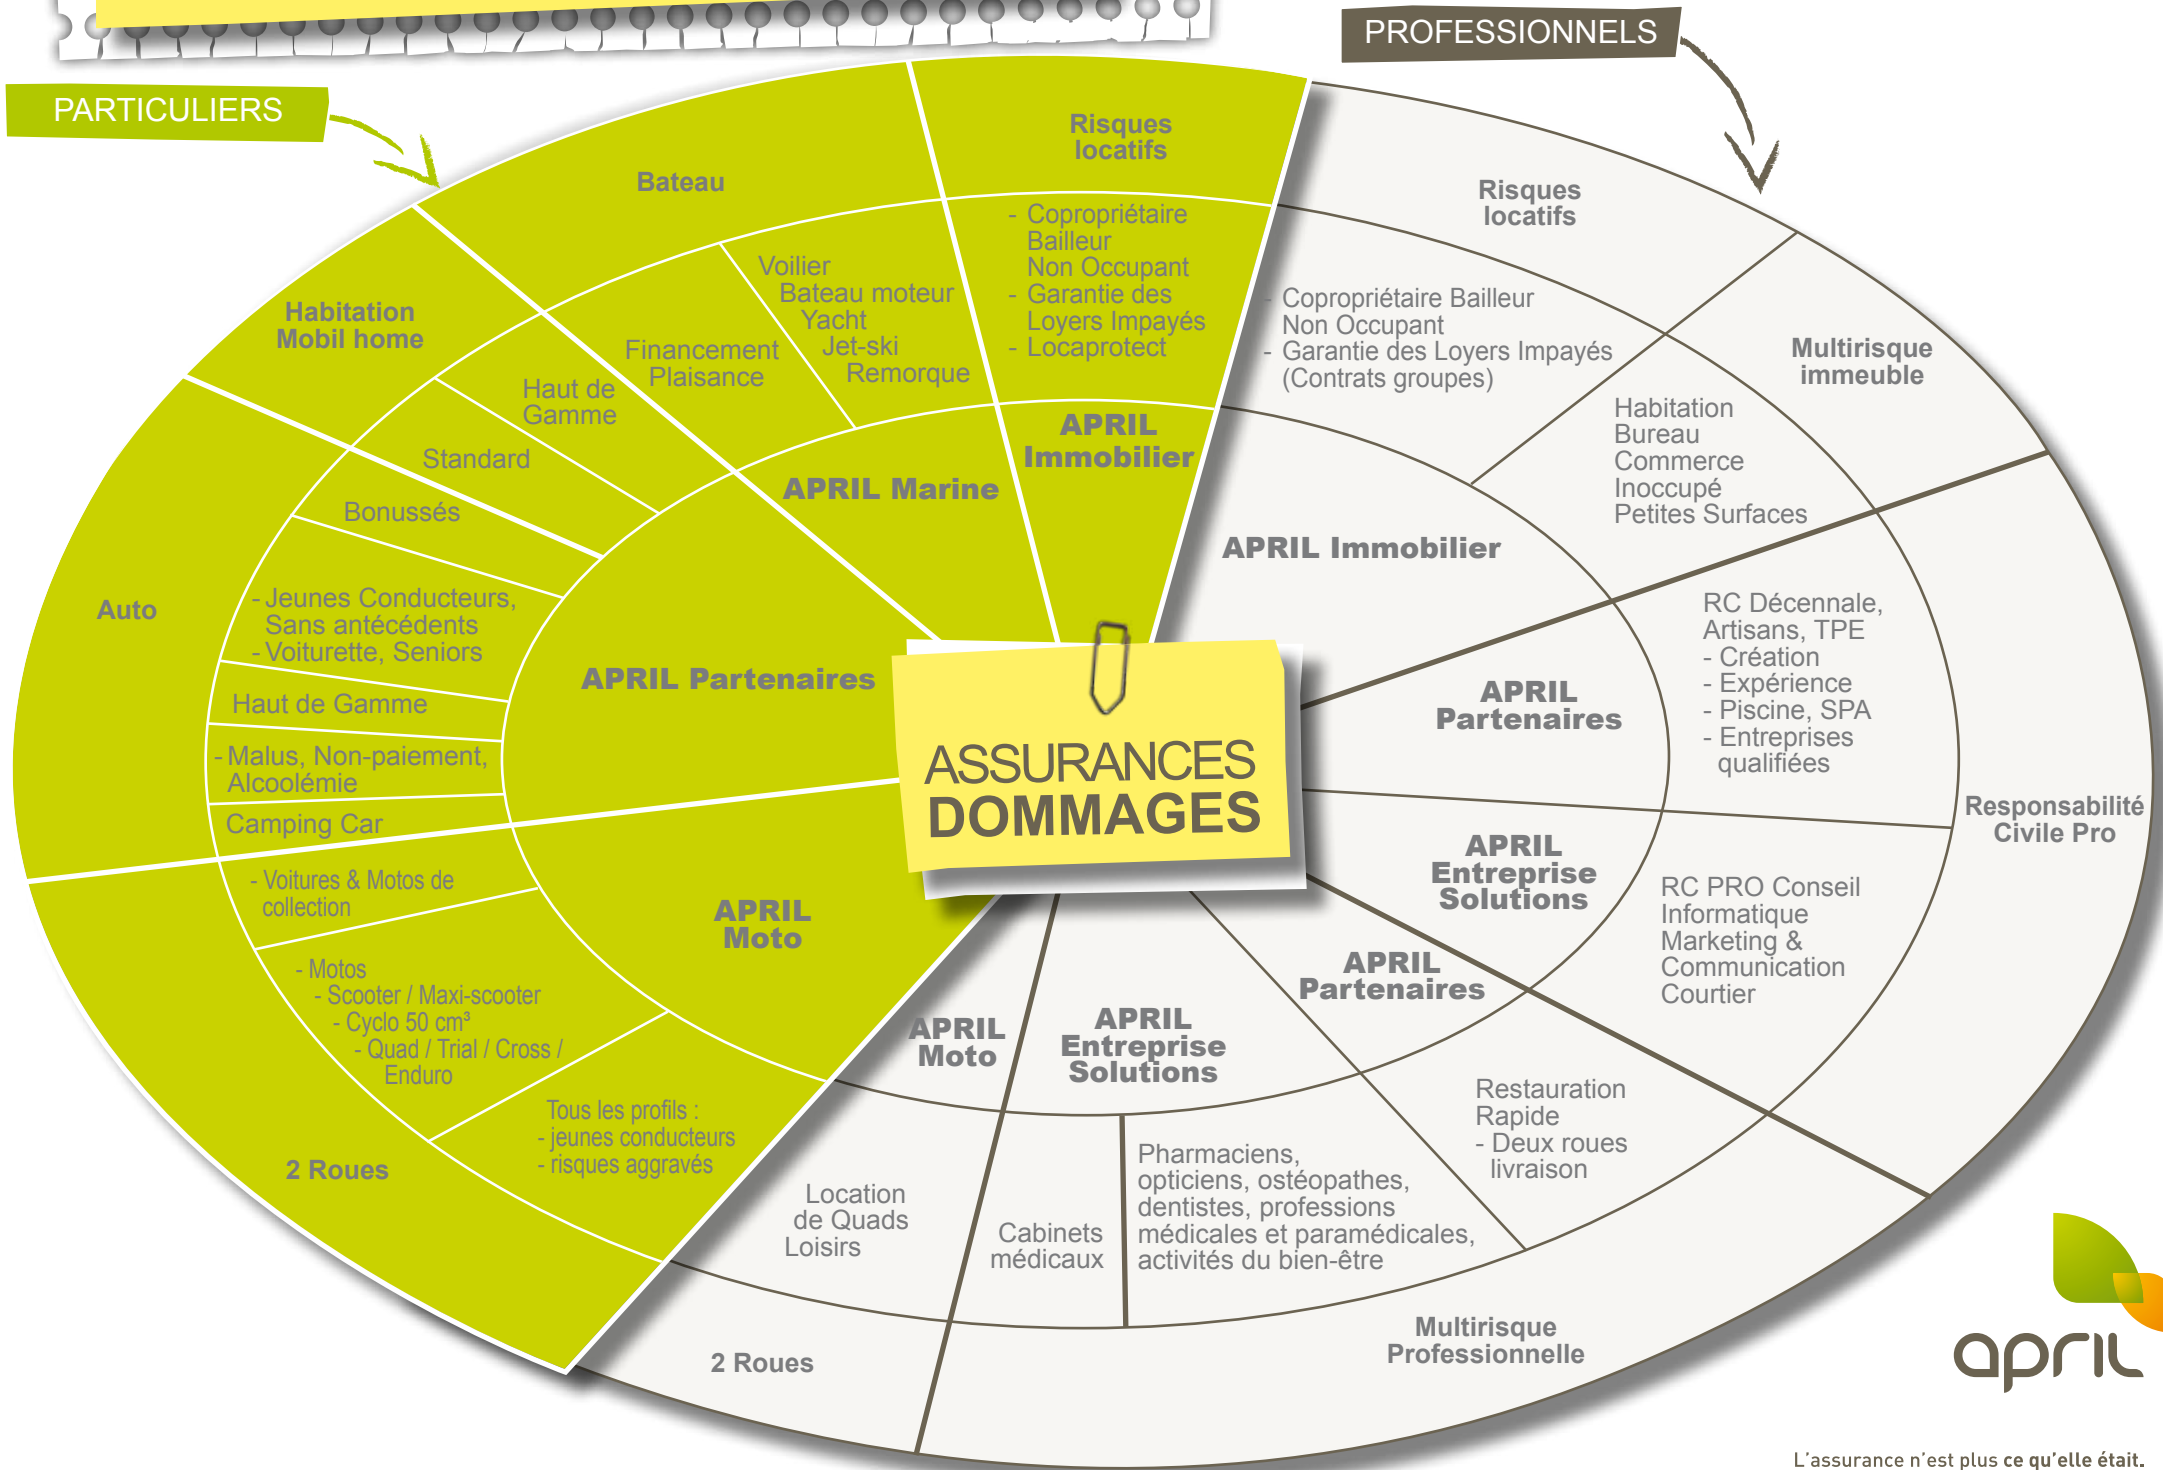 PROFESSIONNELS
PARTICULIERS
Risques
locatifs
Bateau
- Copropriétaire
Bailleur
Non Occupant
- Garantie des
Loyers Impayés
- Locaprotect
APRIL
Immobilier
Voilier
Bateau moteur
Yacht
Jet-ski
Remorque
Financement
Plaisance
APRIL Marine
Habitation
Mobil home
Haut de
Gamme
Standard
Auto
Bonussés
- Jeunes Conducteurs,
Sans antécédents
- Voiturette, Seniors
Haut de Gamme
- Malus, Non-paiement,
Alcoolémie
Camping Car
APRIL Partenaires
- Voitures & Motos de
collection
- Motos
- Scooter / Maxi-scooter
- Cyclo 50 cm³
- Quad / Trial / Cross /
Enduro
Tous les profils :
- jeunes conducteurs
- risques aggravés
APRIL
Moto
2 Roues
ASSURANCES
DOMMAGES
Risques
locatifs
- Copropriétaire Bailleur
Non Occupant
- Garantie des Loyers Impayés
(Contrats groupes)
Multirisque
immeuble
Habitation
Bureau
Commerce
Inoccupé
Petites Surfaces
APRIL Immobilier
RC Décennale,
Artisans, TPE
- Création
- Expérience
- Piscine, SPA
- Entreprises
qualifiées
APRIL
Partenaires
Responsabilité
Civile Pro
APRIL
Entreprise
Solutions
RC PRO Conseil
Informatique
Marketing &
Communication
Courtier
APRIL
Partenaires
Restauration
Rapide
- Deux roues
livraison
APRIL
Entreprise
Solutions
Pharmaciens,
opticiens, ostéopathes,
dentistes, professions
médicales et paramédicales,
activités du bien-être
Cabinets
médicaux
Multirisque
Professionnelle
APRIL
Moto
Location
de Quads
Loisirs
2 Roues
april
L'assurance n'est plus ce qu'elle était.